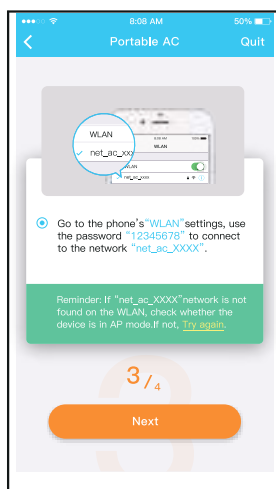 8:08 AM
50%
Portable AC
Quit
WLAN
net_ac_xxx
WLAN
WLAN
net_ac_xxxx
Go to the phone's“WLAN”settings, use
the password “12345678” to connect
to the network “net_ac_XXXX”.
Reminder: If “net_ac_XXXX”network is not
found on the WLAN, check whether the
device is in AP mode.If not, Try again.
3/4
Next